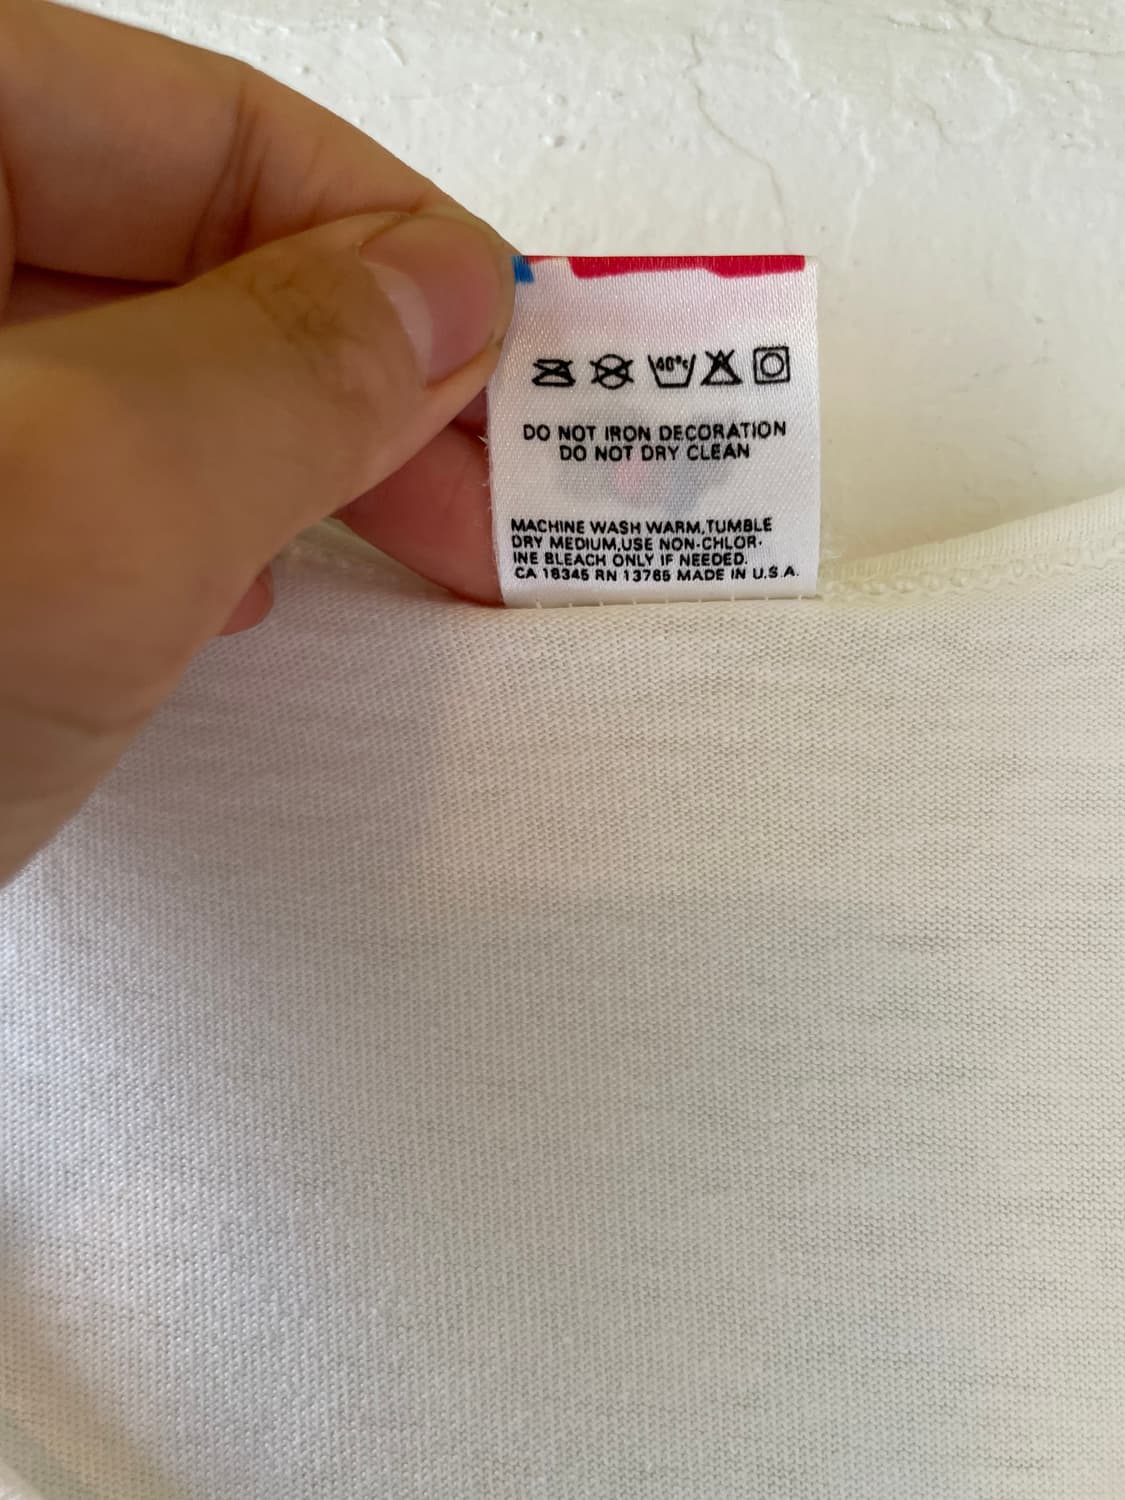 40°c
DO NOT IRON DECORATION
DO NOT DRY CLEAN
MACHINE WASH WARM,TUMBLE
DRY MEDIUM,USE NON-CHLOR-
INE BLEACH ONLY IF NEEDED.
CA 18345 RN 13765 MADE IN U.S.A.